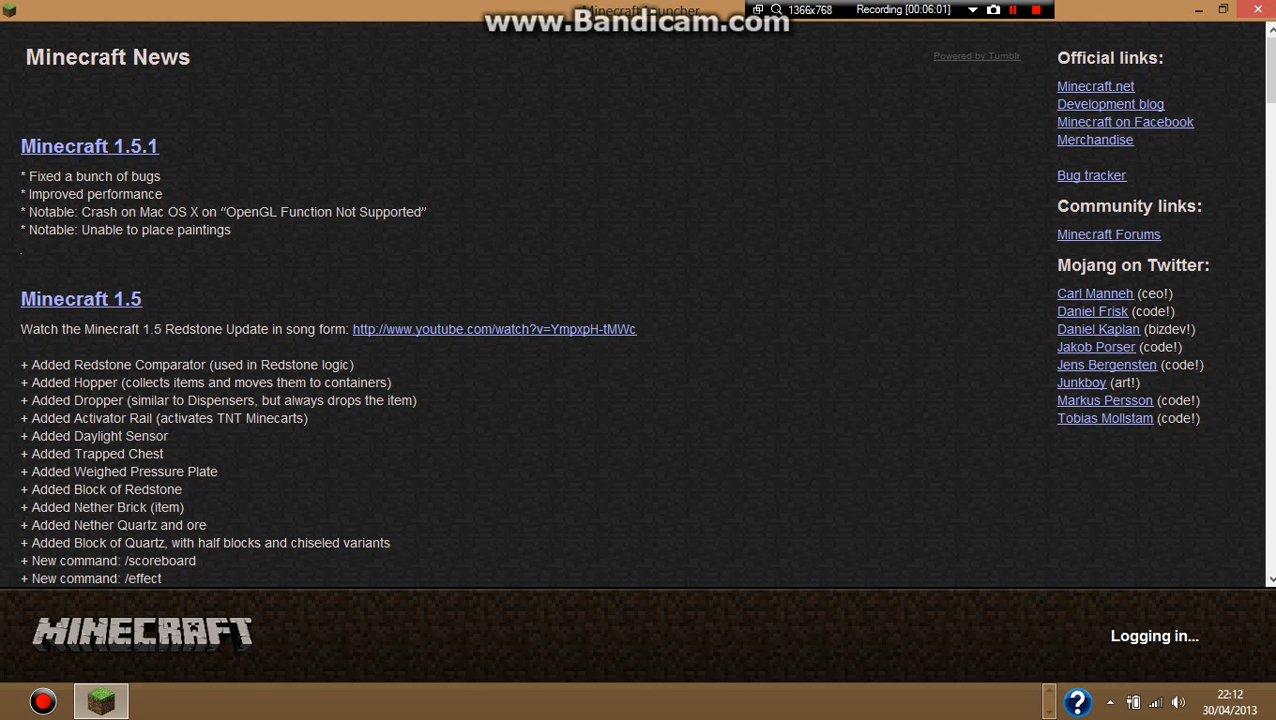 Minecraft Launcher
www.Bandicam.com
1366x768
Recording [00:06:01]
Minecraft News
Powered by Tumblr
Minecraft 1.5.1
* Fixed a bunch of bugs
* Improved performance
* Notable: Crash on Mac OS X on “OpenGL Function Not Supported”
* Notable: Unable to place paintings
Minecraft 1.5
Watch the Minecraft 1.5 Redstone Update in song form: http://www.youtube.com/watch?v=YmpxpH-tMWc
+ Added Redstone Comparator (used in Redstone logic)
+ Added Hopper (collects items and moves them to containers)
+ Added Dropper (similar to Dispensers, but always drops the item)
+ Added Activator Rail (activates TNT Minecarts)
+ Added Daylight Sensor
+ Added Trapped Chest
+ Added Weighed Pressure Plate
+ Added Block of Redstone
+ Added Nether Brick (item)
+ Added Nether Quartz and ore
+ Added Block of Quartz, with half blocks and chiseled variants
+ New command: /scoreboard
+ New command: /effect
Official links:
Minecraft.net
Development blog
Minecraft on Facebook
Merchandise
Bug tracker
Community links:
Minecraft Forums
Mojang on Twitter:
Carl Manneh (ceo!)
Daniel Frisk (code!)
Daniel Kaplan (bizdev!)
Jakob Porser (code!)
Jens Bergensten (code!)
Junkboy (art!)
Markus Persson (code!)
Tobias Mollstam (code!)
MINECRAFT
Logging in...
22:12
30/04/2013